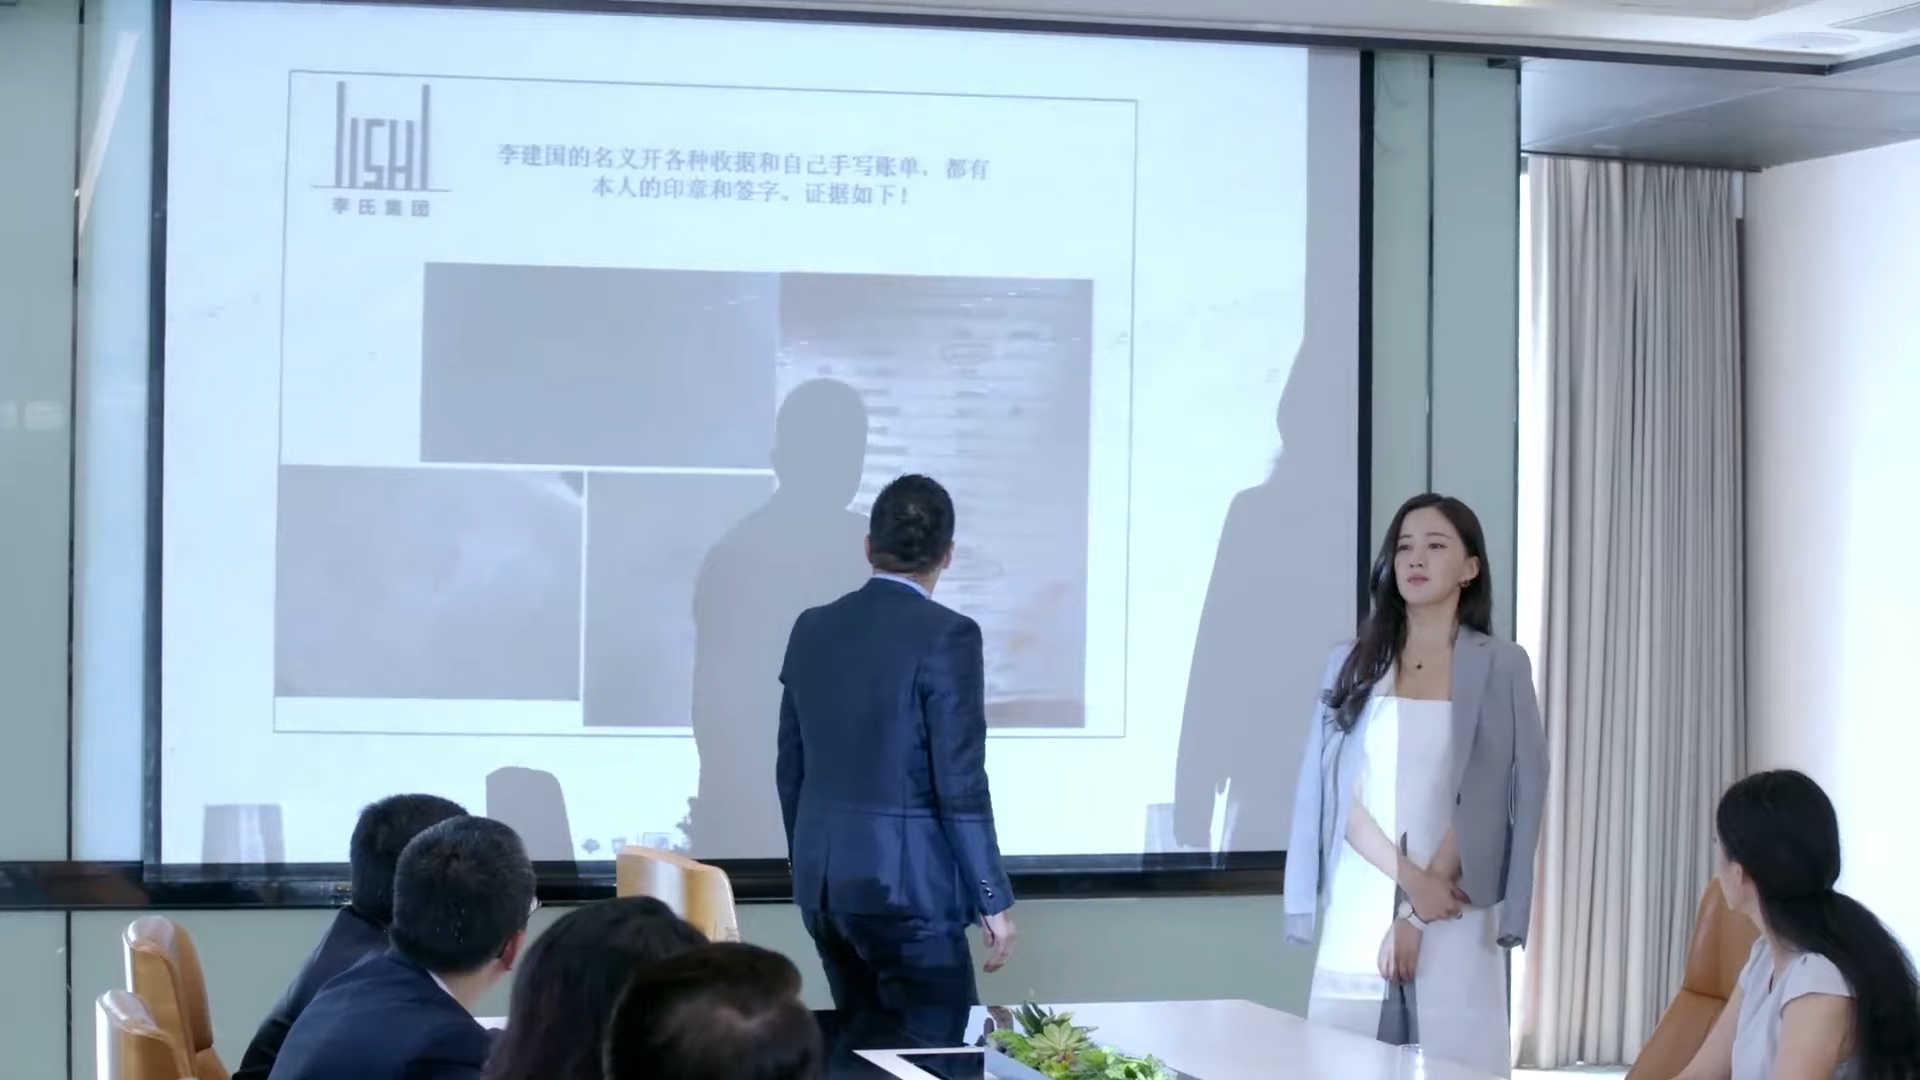 LISHI
李氏集团
李建国的名义开各种收据和自己手写账单，都有
本人的印章和签字。证据如下！